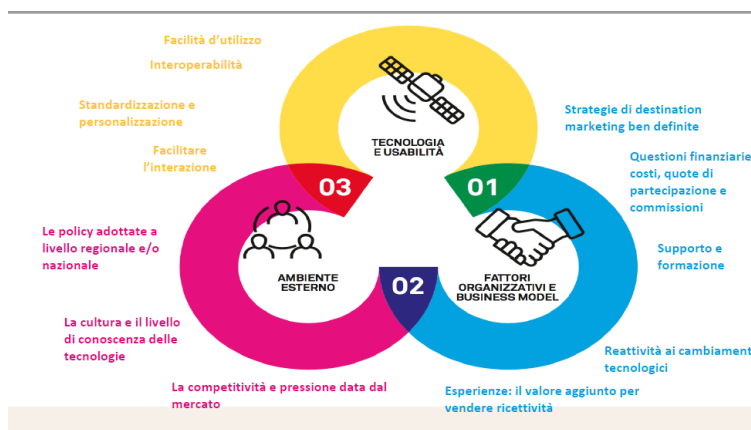 Facilità d'utilizzo
Interoperabilità
Standardizzazione e
personalizzazione
Facilitare
l'interazione
TECNOLOGIA
E USABILITÀ
Strategie di destination
marketing ben definite
Questioni finanziarie
costi, quote di
partecipazione e
commissioni
03
01
Le policy adottate a
livello regionale e/o
nazionale
AMBIENTE
ESTERNO
02
FATTORI
ORGANIZZATIVI E
BUSINESS MODEL
Supporto e
formazione
La cultura e il livello
di conoscenza delle
tecnologie
Reattività ai cambiament
tecnologici
La competitività e pressione data dal
mercato
Esperienze: il valore aggiunto per
vendere ricettività